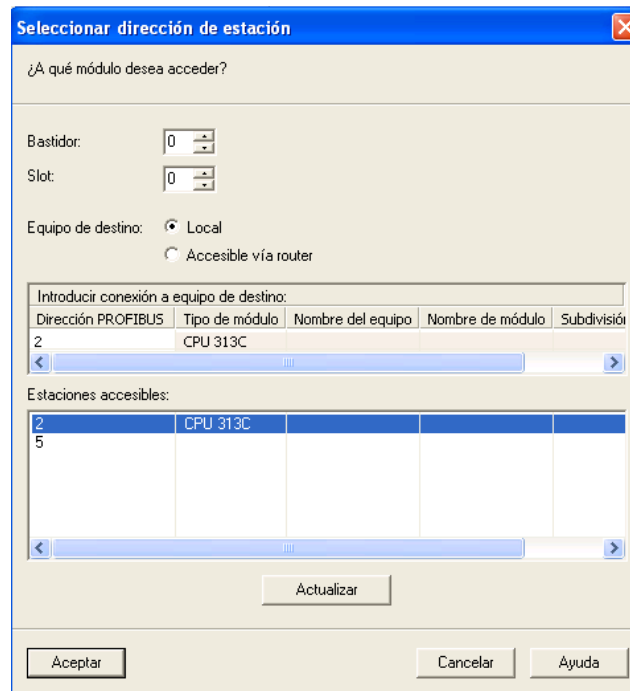 Seleccionar dirección de estación
¿A qué módulo desea acceder?
Bastidor: 0
Slot: 0
Equipo de destino: Local
Accesible vía router
Introducir conexión a equipo de destino:
Dirección PROFIBUS Tipo de módulo Nombre del equipo Nombre de módulo Subdivisión
2 CPU 313C
Estaciones accesibles:
2 CPU 313C
5
Actualizar
Aceptar Cancelar Ayuda